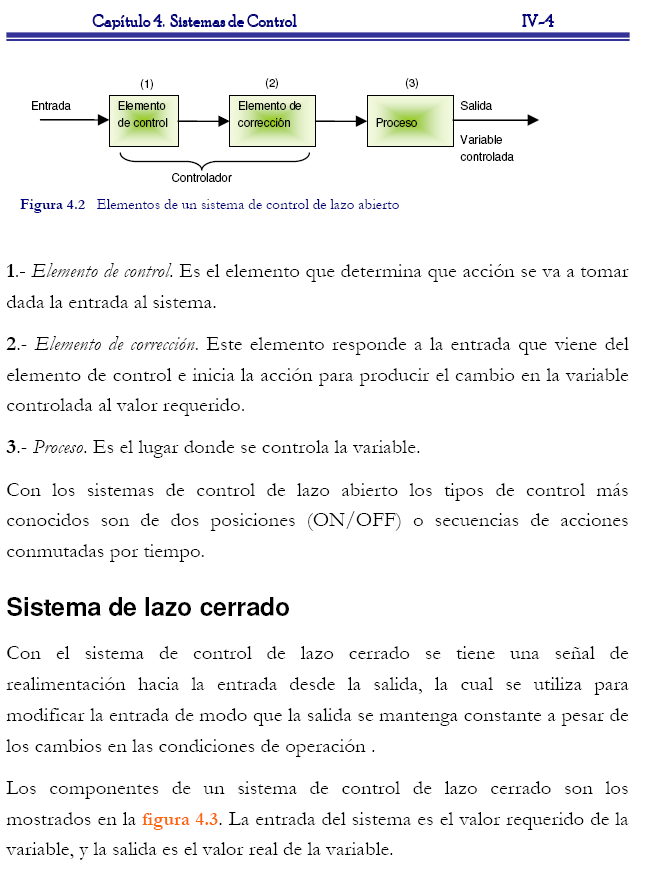 Capítulo 4. Sistemas de Control IV-4
(1) (2) (3)
Entrada Elemento de control Elemento de corrección Proceso Salida
Variable controlada
Controlador
Figura 4.2 Elementos de un sistema de control de lazo abierto
1.- Elemento de control. Es el elemento que determina que acción se va a tomar
dada la entrada al sistema.
2.- Elemento de corrección. Este elemento responde a la entrada que viene del
elemento de control e inicia la acción para producir el cambio en la variable
controlada al valor requerido.
3.- Proceso. Es el lugar donde se controla la variable.
Con los sistemas de control de lazo abierto los tipos de control más
conocidos son de dos posiciones (ON/OFF) o secuencias de acciones
conmutadas por tiempo.
Sistema de lazo cerrado
Con el sistema de control de lazo cerrado se tiene una señal de
realimentación hacia la entrada desde la salida, la cual se utiliza para
modificar la entrada de modo que la salida se mantenga constante a pesar de
los cambios en las condiciones de operación .
Los componentes de un sistema de control de lazo cerrado son los
mostrados en la figura 4.3. La entrada del sistema es el valor requerido de la
variable, y la salida es el valor real de la variable.